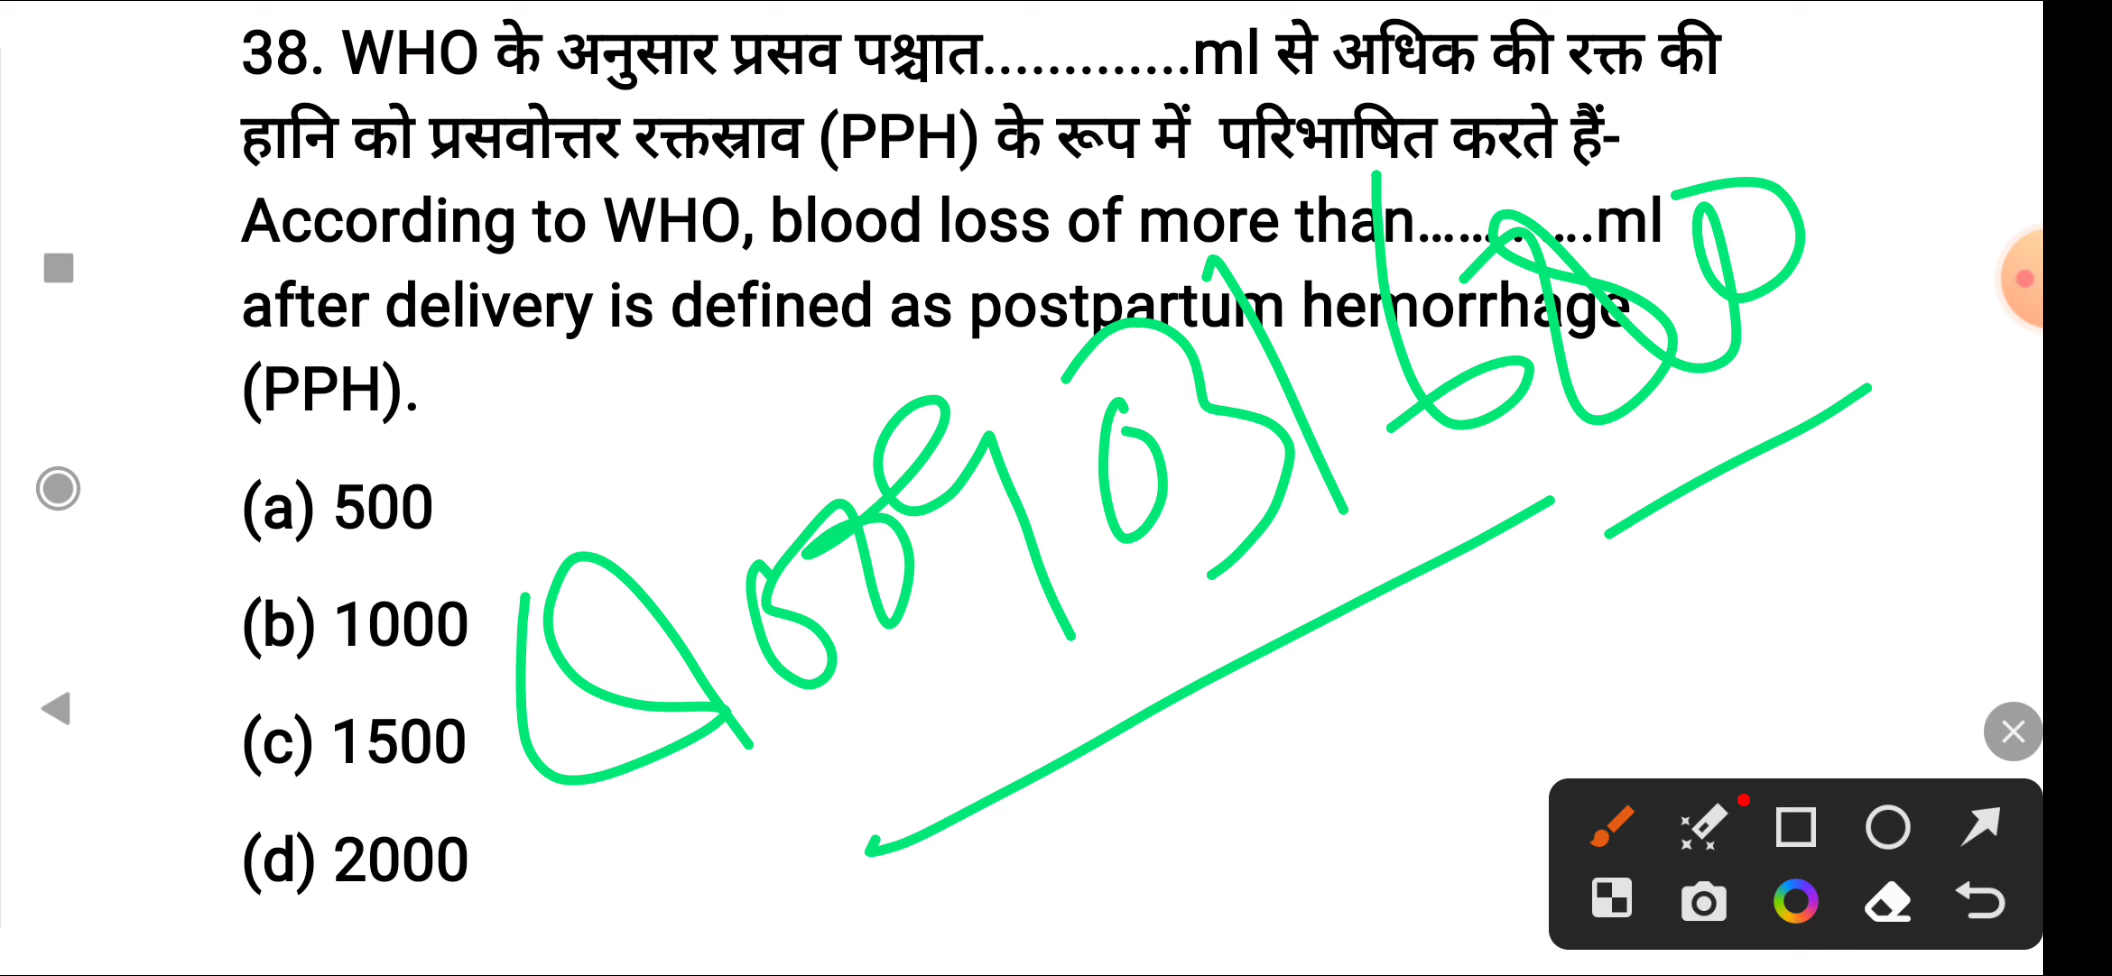 38. WHO के अनुसार प्रसव पश्चात.............ml से अधिक की रक्त की
हानि को प्रसवोत्तर रक्तस्राव (PPH) के रूप में परिभाषित करते हैं-
According to WHO, blood loss of more than.............ml
after delivery is defined as postpartum hemorrhage
(PPH).
(a) 500
(b) 1000
(c) 1500
(d) 2000